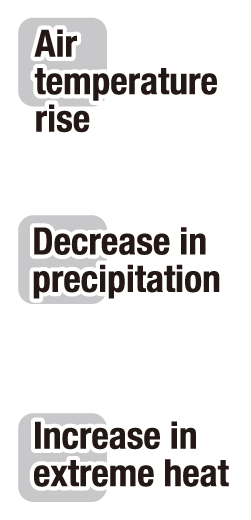 Air
temperature
rise
Decrease in
precipitation
Increase in
extreme heat